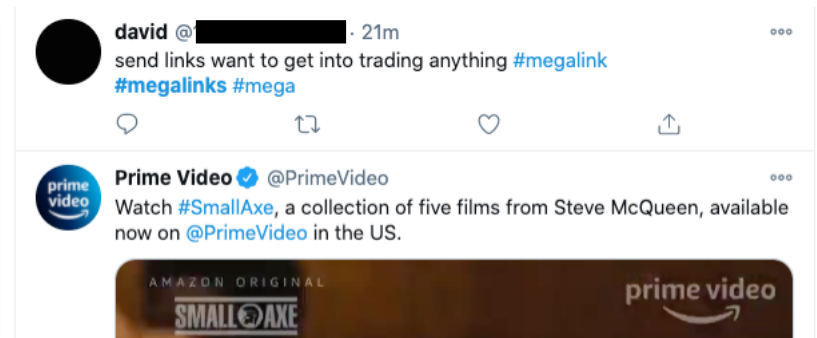 david @
· 21m
send links want to get into trading anything #megalink
#megalinks #mega
prime
video
Prime Video @PrimeVideo
Watch #SmallAxe, a collection of five films from Steve McQueen, available
now on @PrimeVideo in the US.
AMAZON ORIGINAL
SMALL AXE
prime video